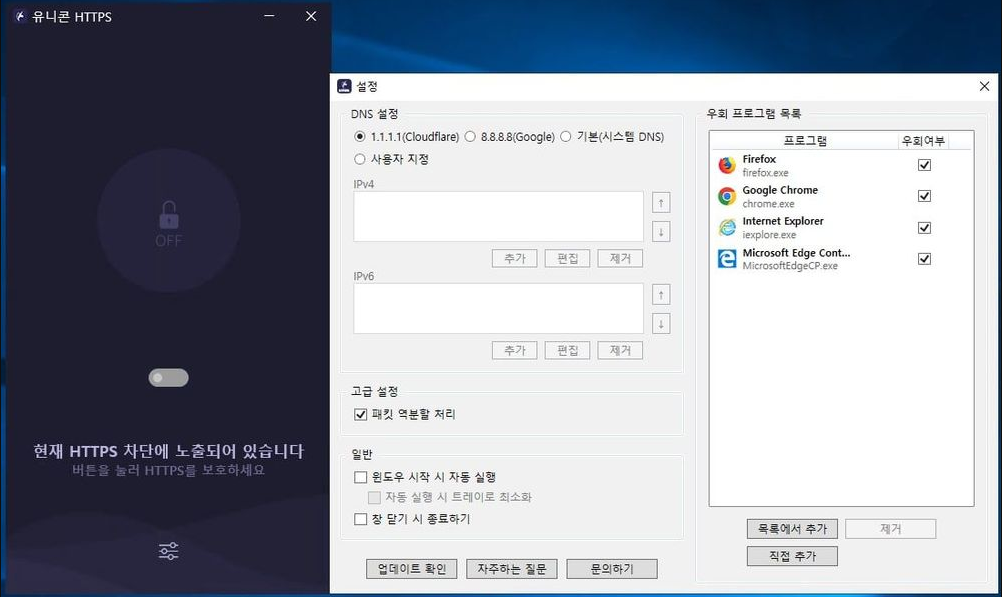 유니콘 HTTPS
OFF
현재 HTTPS 차단에 노출되어 있습니다
버튼을 눌러 HTTPS를 보호하세요
설정
DNS 설정
1.1.1.1(Cloudflare) 8.8.8.8(Google) 기본(시스템 DNS)
사용자 지정
IPv4
추가 편집 제거
IPv6
추가 편집 제거
고급 설정
패킷 역분할 처리
일반
윈도우 시작 시 자동 실행
자동 실행 시 트레이로 최소화
창 닫기 시 종료하기
업데이트 확인 자주하는 질문 문의하기
우회 프로그램 목록
프로그램 우회여부
Firefox
firefox.exe
Google Chrome
chrome.exe
Internet Explorer
iexplore.exe
Microsoft Edge Cont...
MicrosoftEdgeCP.exe
목록에서 추가 제거
직접 추가